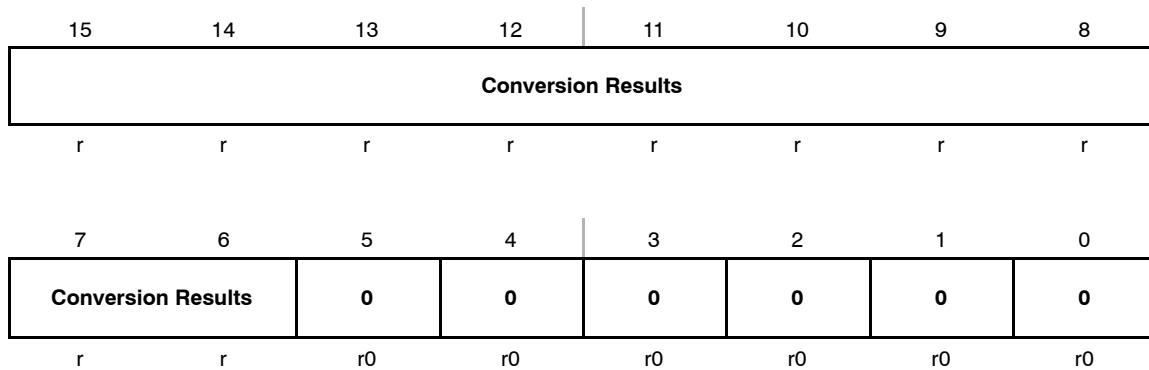 15 14 13 12 11 10 9 8
Conversion Results
r r r r r r r r
7 6 5 4 3 2 1 0
Conversion Results 0 0 0 0 0 0
r r r0 r0 r0 r0 r0 r0